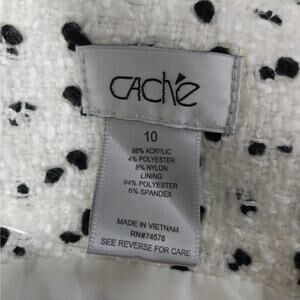 CAChé
10
88% ACRYLIC
4% POLYESTER
8% NYLON
LINING
94% POLYESTER
6% SPANDEX
MADE IN VIETNAM
RN#74578
SEE REVERSE FOR CARE